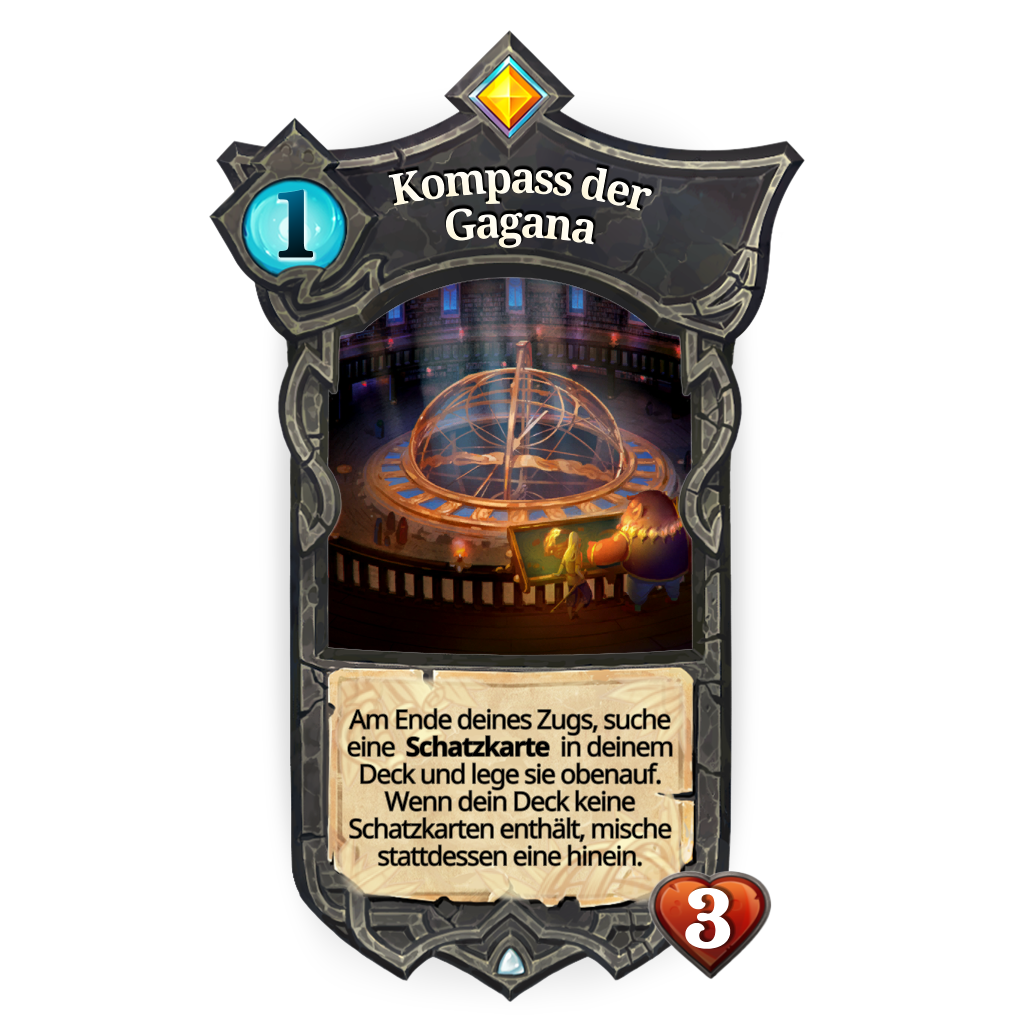 1
Kompass der
Gagana
Am Ende deines Zugs, suche
eine Schatzkarte in deinem
Deck und lege sie obenauf.
Wenn dein Deck keine
Schatzkarten enthält, mische
stattdessen eine hinein.
3